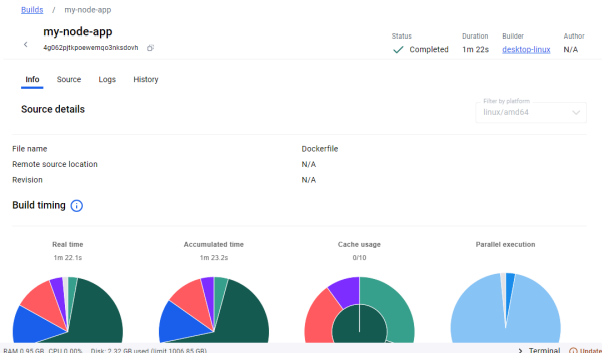 Builds / my-node-app
my-node-app
4g062pjtkpoewemqo3nksdovh
Status Duration Builder Author
Completed 1m 22s desktop-linux N/A
Info Source Logs History
Source details
Filter by platform
linux/amd64
File name Dockerfile
Remote source location N/A
Revision N/A
Build timing
Real time Accumulated time Cache usage Parallel execution
1m 22.1s 1m 23.2s 0/10
RAM 0.95 GB CPU 0.00% Disk: 2.32 GB used (limit 1006.85 GB) Terminal Update